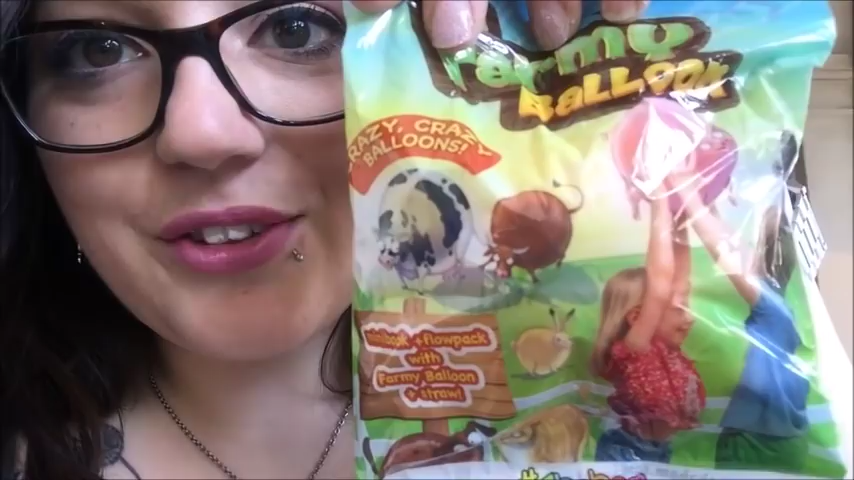 Farmy
BALLOON
CRAZY, CRAZY
BALLOONS!
minibook + flowpack
with
Farmy Balloon
+ straw!